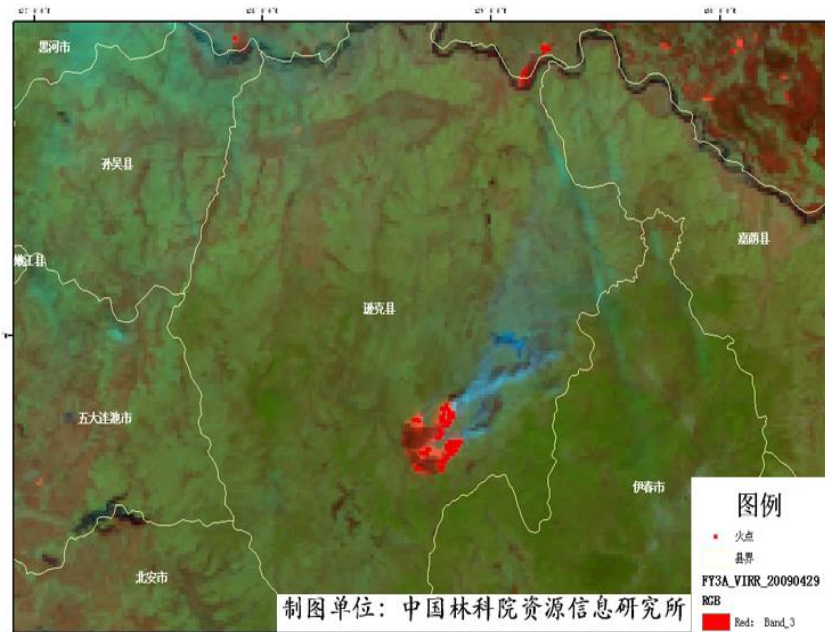 黑河市
孙吴县
嫩江县
逊克县
嘉荫县
五大连池市
伊春市
北安市
图例
火点
县界
FY3A_VIRR_20090429
RGB
Red: Band_3
制图单位: 中国林科院资源信息研究所